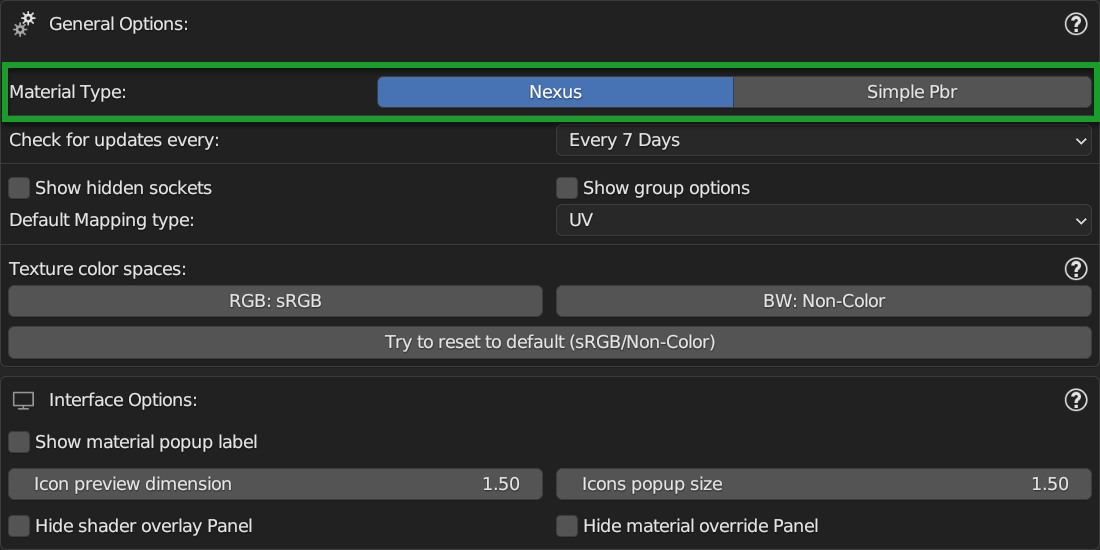 General Options:
?
Material Type: Nexus Simple Pbr
Check for updates every: Every 7 Days
Show hidden sockets Show group options
Default Mapping type: UV
Texture color spaces: ?
RGB: sRGB BW: Non-Color
Try to reset to default (sRGB/Non-Color)
Interface Options: ?
Show material popup label
Icon preview dimension 1.50 Icons popup size 1.50
Hide shader overlay Panel Hide material override Panel